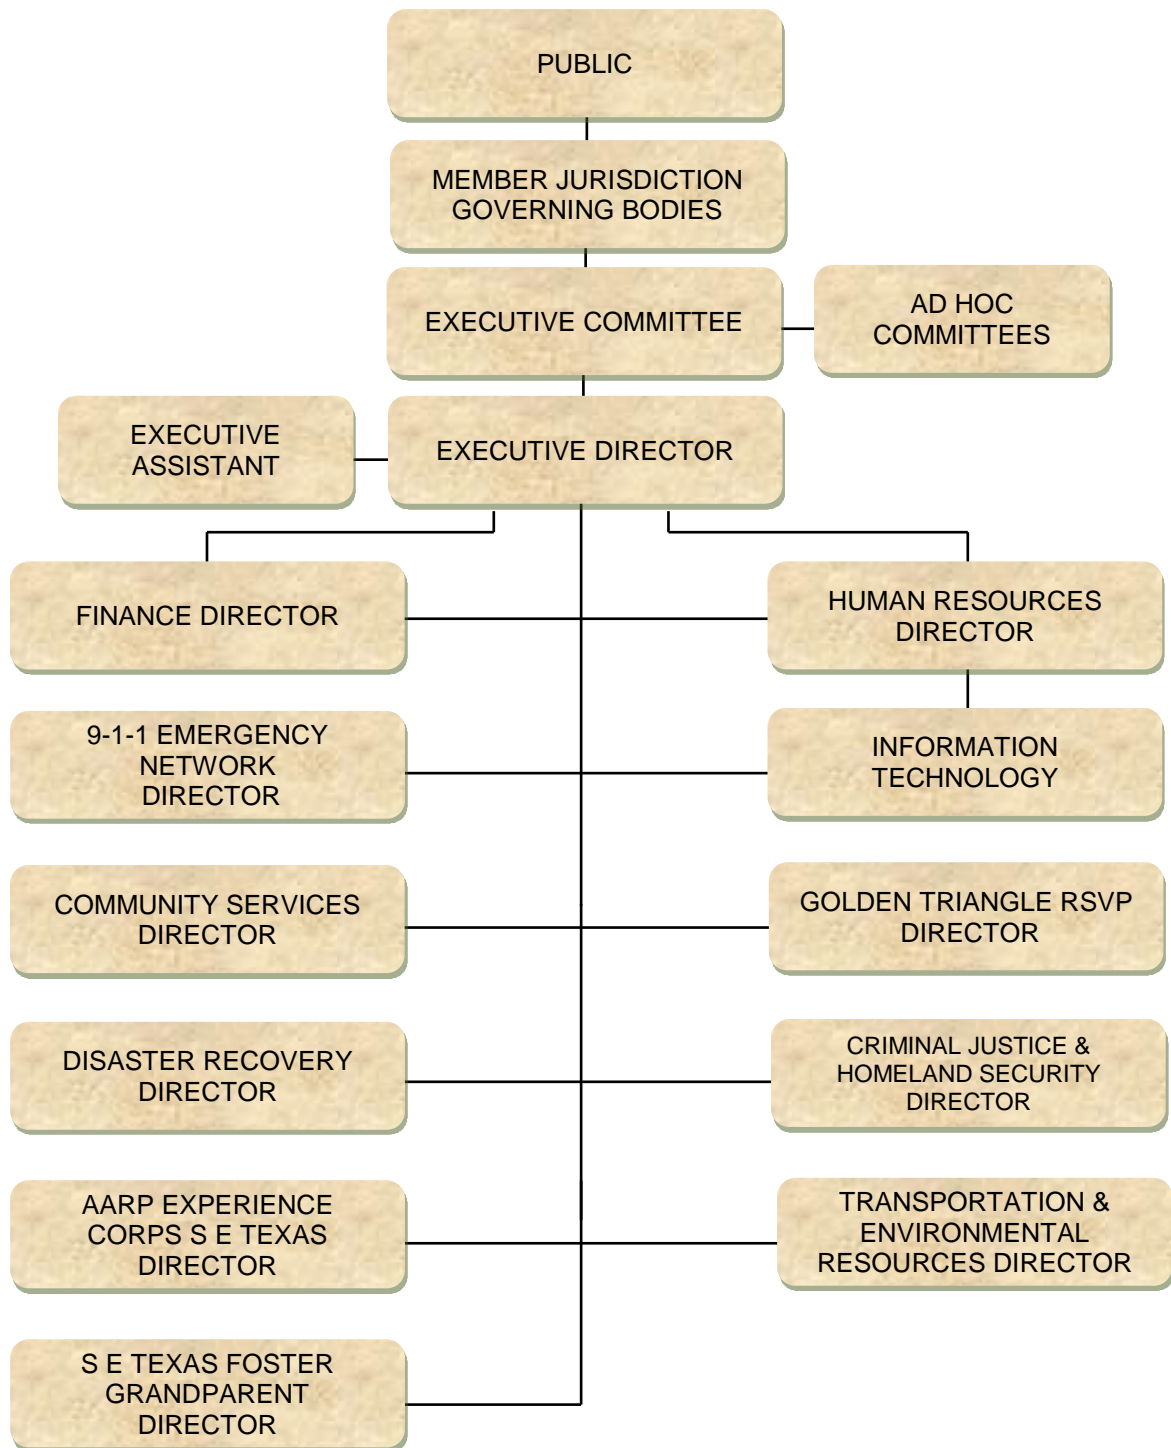 PUBLIC
MEMBER JURISDICTION
GOVERNING BODIES
EXECUTIVE COMMITTEE
AD HOC
COMMITTEES
EXECUTIVE
ASSISTANT
EXECUTIVE DIRECTOR
FINANCE DIRECTOR
HUMAN RESOURCES
DIRECTOR
9-1-1 EMERGENCY
NETWORK
DIRECTOR
INFORMATION
TECHNOLOGY
COMMUNITY SERVICES
DIRECTOR
GOLDEN TRIANGLE RSVP
DIRECTOR
DISASTER RECOVERY
DIRECTOR
CRIMINAL JUSTICE &
HOMELAND SECURITY
DIRECTOR
AARP EXPERIENCE
CORPS S E TEXAS
DIRECTOR
TRANSPORTATION &
ENVIRONMENTAL
RESOURCES DIRECTOR
S E TEXAS FOSTER
GRANDPARENT
DIRECTOR